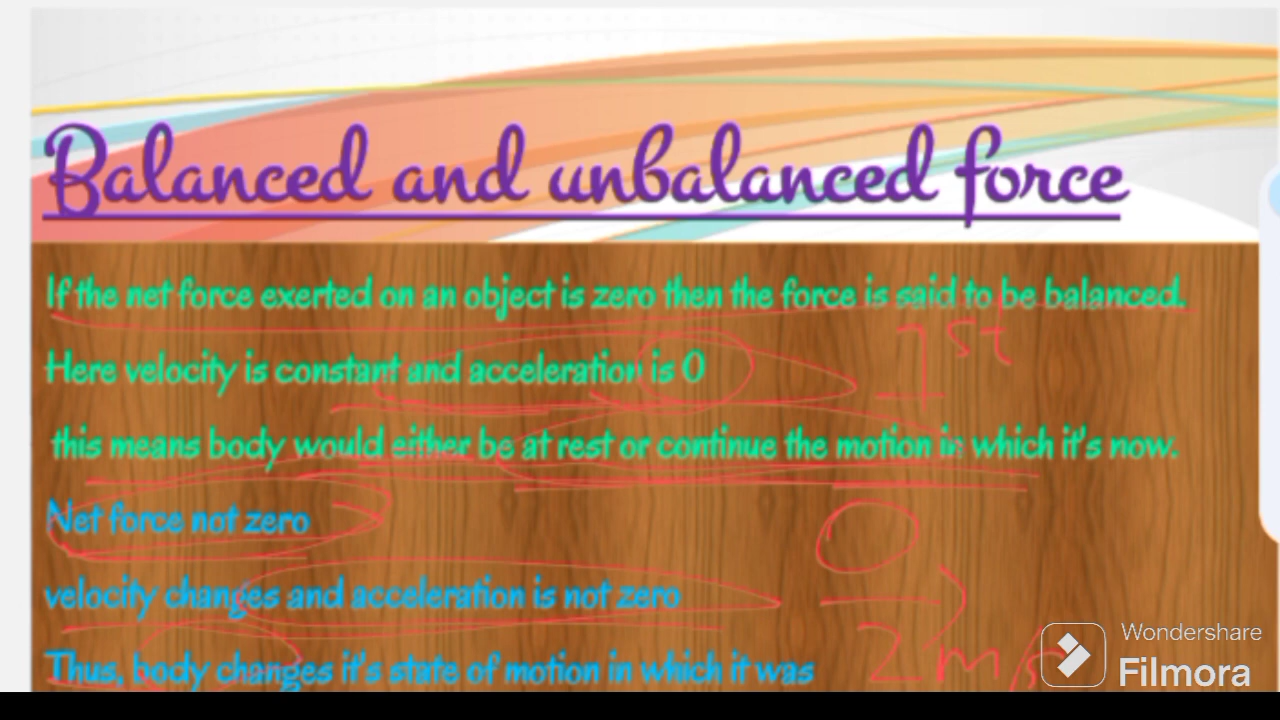 Balanced and unbalanced force
If the net force exerted on an object is zero then the force is said to be balanced.
Here velocity is constant and acceleration is 0
1st
this means body would either be at rest or continue the motion in which it's now.
Net force not zero
velocity changes and acceleration is not zero
Thus, body changes it's state of motion in which it was
2m/s
Wondershare
Filmora